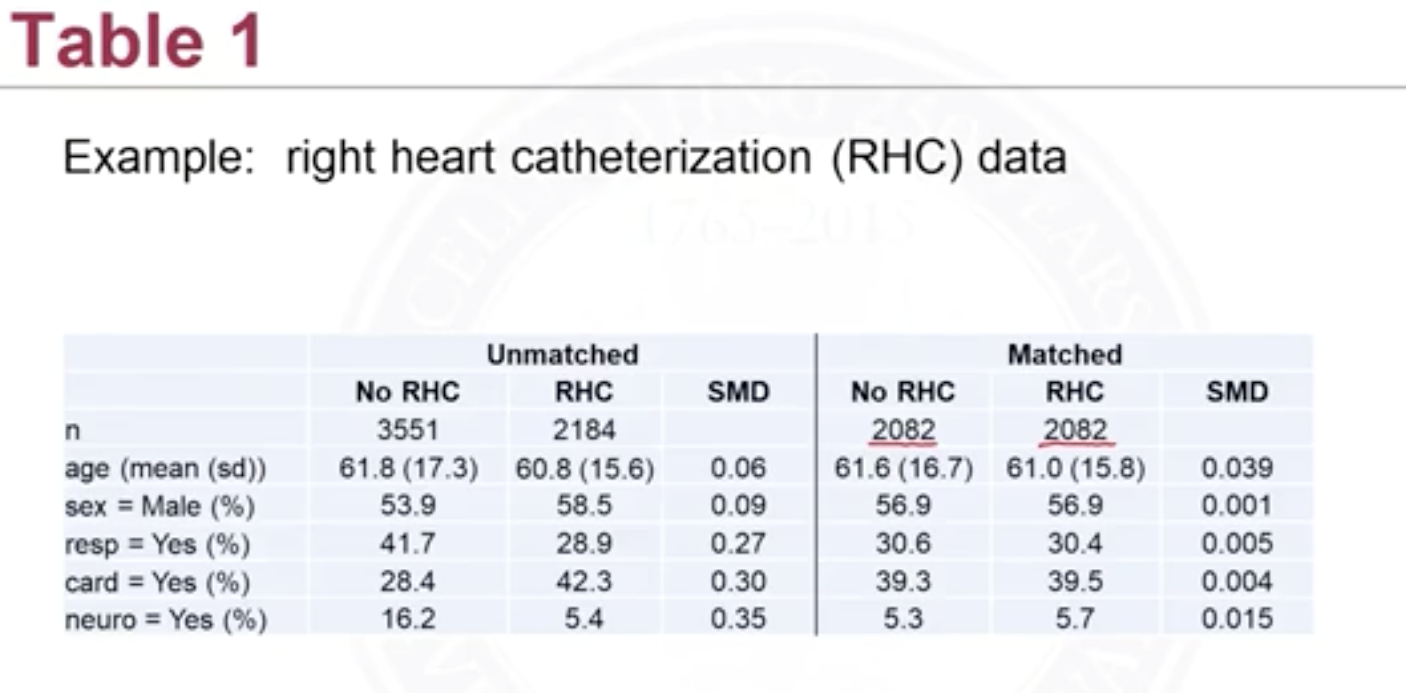 Table 1
Example: right heart catheterization (RHC) data
1765-2015
Unmatched Matched
No RHC RHC SMD No RHC RHC SMD
n 3551 2184 2082 2082
age (mean (sd)) 61.8 (17.3) 60.8 (15.6) 0.06 61.6 (16.7) 61.0 (15.8) 0.039
sex = Male (%) 53.9 58.5 0.09 56.9 56.9 0.001
resp = Yes (%) 41.7 28.9 0.27 30.6 30.4 0.005
card = Yes (%) 28.4 42.3 0.30 39.3 39.5 0.004
neuro = Yes (%) 16.2 5.4 0.35 5.3 5.7 0.015